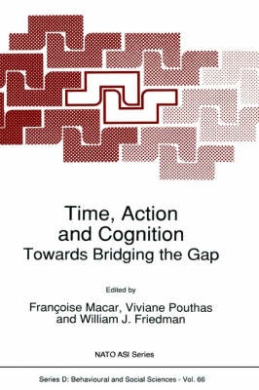 Time, Action
and Cognition
Towards Bridging the Gap
Edited by
Françoise Macar, Viviane Pouthas
and William J. Friedman
NATO ASI Series
Series D: Behavioural and Social Sciences - Vol. 66